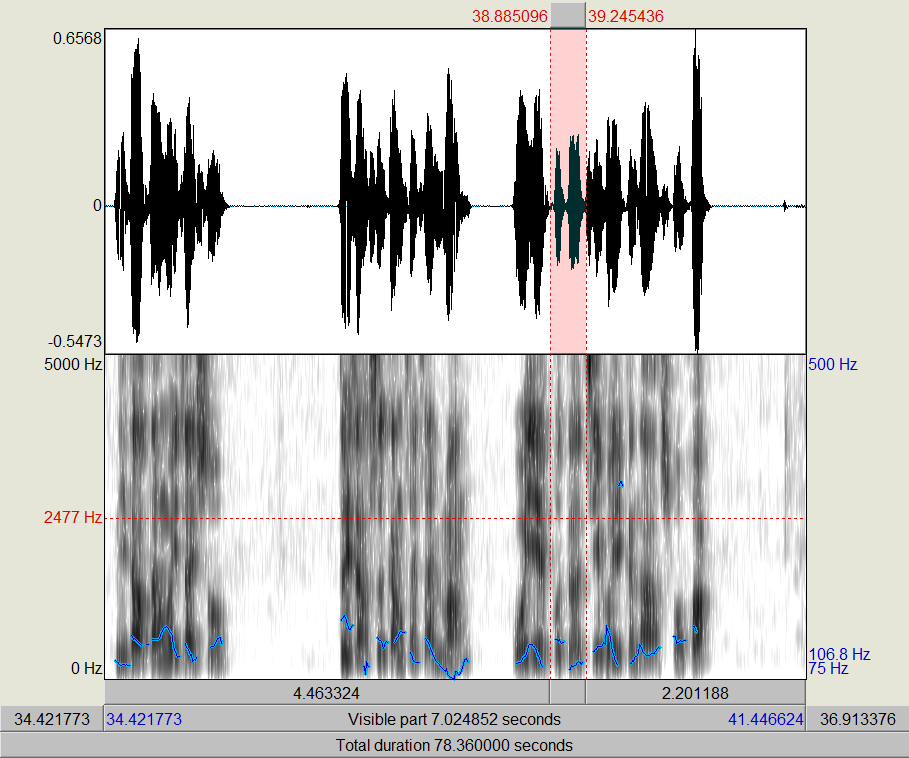 38.885096 39.245436
0.6568
0
-0.5473
5000 Hz 500 Hz
2477 Hz
106.8 Hz
0 Hz 75 Hz
4.463324 2.201188
34.421773 34.421773 Visible part 7.024852 seconds 41.446624 36.913376
Total duration 78.360000 seconds